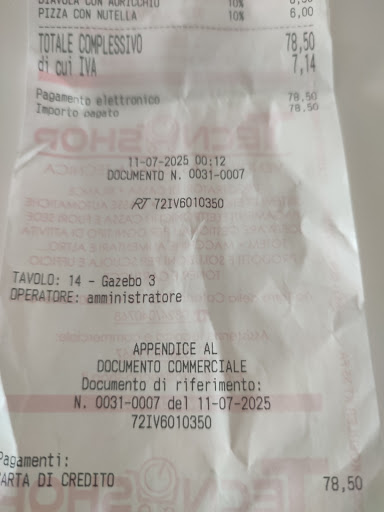 PIZZA CON NUTELLA 10% 6,00
TOTALE COMPLESSIVO 78,50
di cui IVA 7,14
Pagamento elettronico 78,50
Importo pagato 78,50
11-07-2025 00:12
DOCUMENTO N. 0031-0007
RT 72IV6010350
TAVOLO: 14 - Gazebo 3
OPERATORE: amministratore
APPENDICE AL
DOCUMENTO COMMERCIALE
Documento di riferimento:
N. 0031-0007 del 11-07-2025
72IV6010350
Pagamenti:
CARTA DI CREDITO 78,50